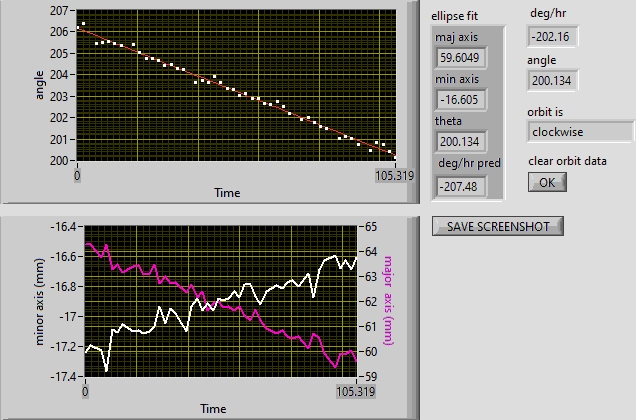 207
206
205
204
203
202
201
200
angle
0
105.319
Time
ellipse fit
maj axis
59.6049
min axis
-16.605
theta
200.134
deg/hr pred
-207.48
deg/hr
-202.16
angle
200.134
orbit is
clockwise
clear orbit data
OK
SAVE SCREENSHOT
-16.4
-16.6
-16.8
-17
-17.2
-17.4
minor axis (mm)
65
64
63
62
61
60
59
major axis (mm)
0
105.319
Time